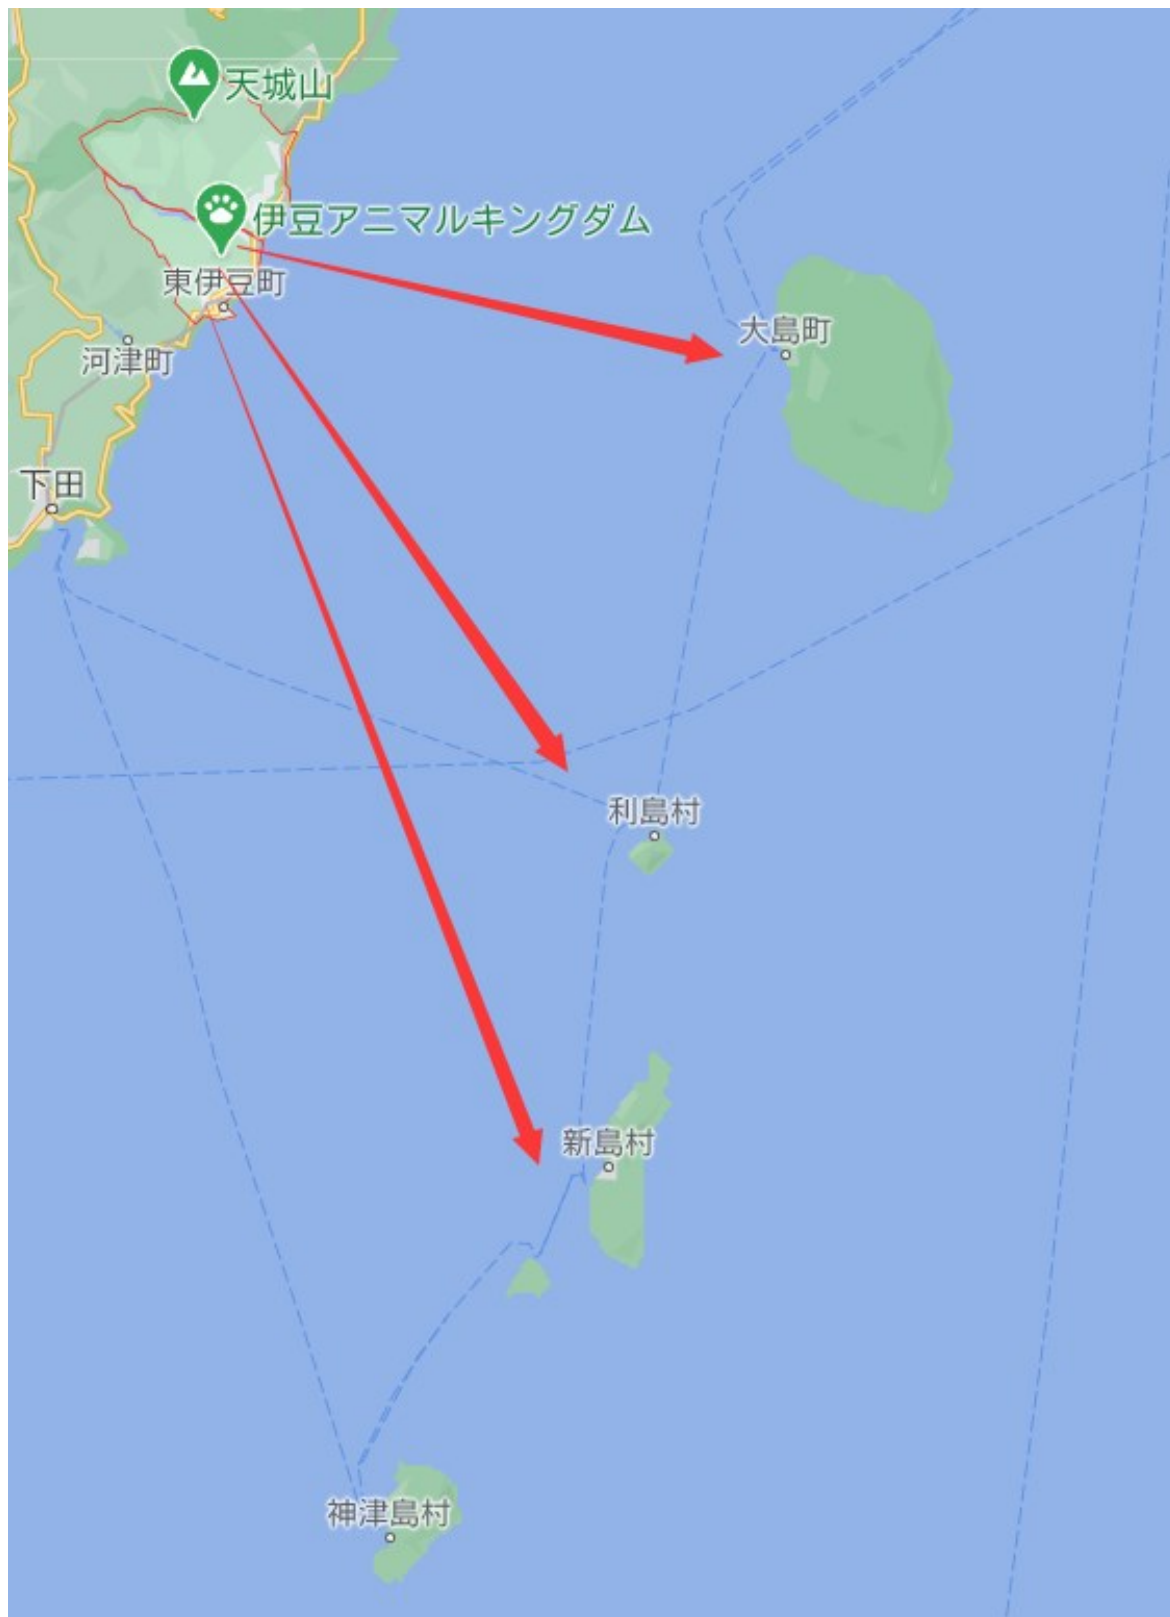 天城山
伊豆アニマルキングダム
東伊豆町
大島町
河津町
下田
利島村
新島村
神津島村